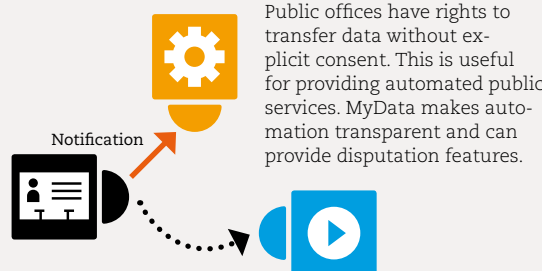 Public offices have rights to
transfer data without ex-
plicit consent. This is useful
for providing automated public
services. MyData makes auto-
mation transparent and can
provide disputation features.
Notification